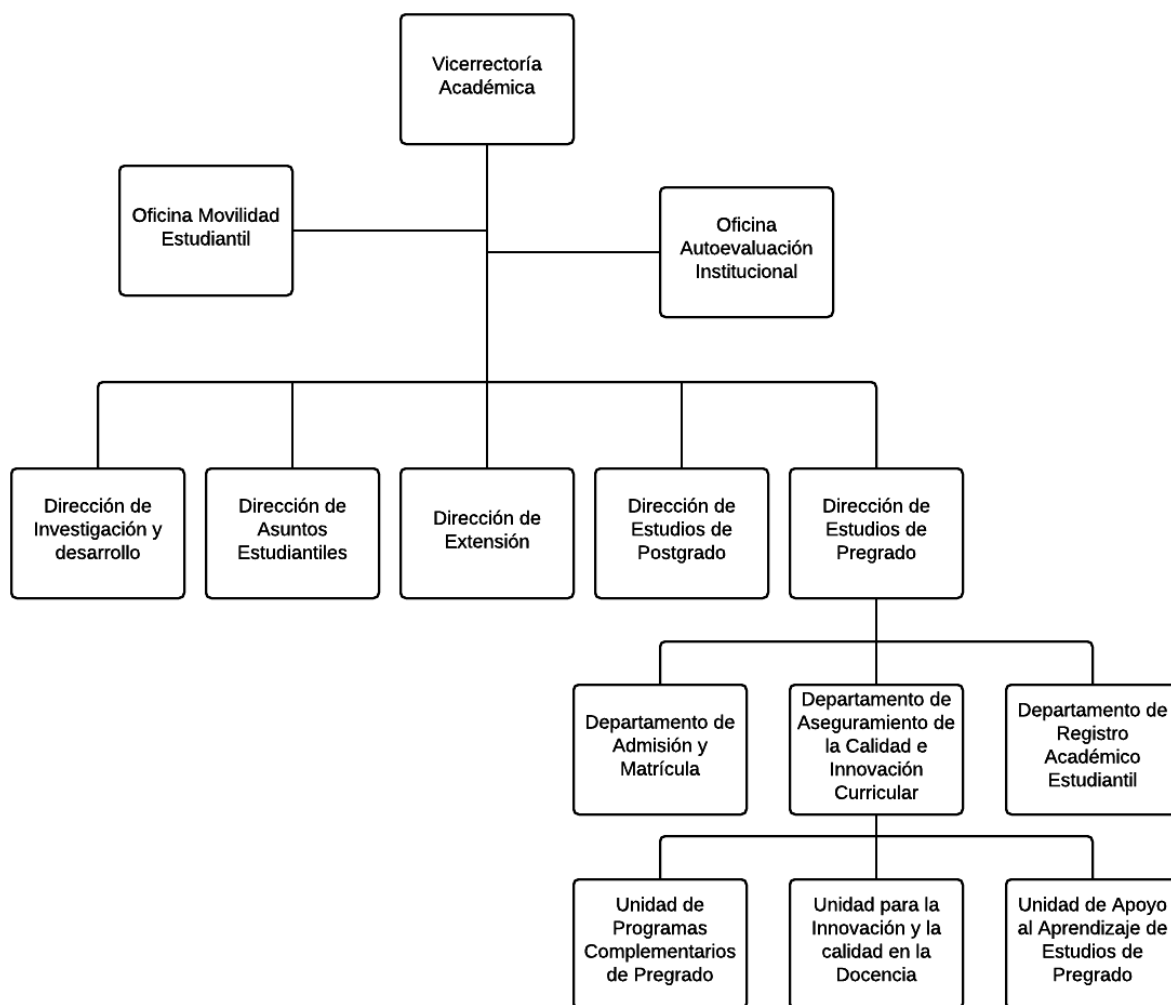 Vicerrectoría
Académica
Oficina Movilidad
Estudiantil
Oficina
Autoevaluación
Institucional
Dirección de
Investigación y
desarrollo
Dirección de
Asuntos
Estudiantiles
Dirección de
Extensión
Dirección de
Estudios de
Postgrado
Dirección de
Estudios de
Pregrado
Departamento de
Admisión y
Matrícula
Departamento de
Aseguramiento de
la Calidad e
Innovación
Curricular
Departamento de
Registro
Académico
Estudiantil
Unidad de
Programas
Complementarios
de Pregrado
Unidad para la
Innovación y la
calidad en la
Docencia
Unidad de Apoyo
al Aprendizaje de
Estudios de
Pregrado